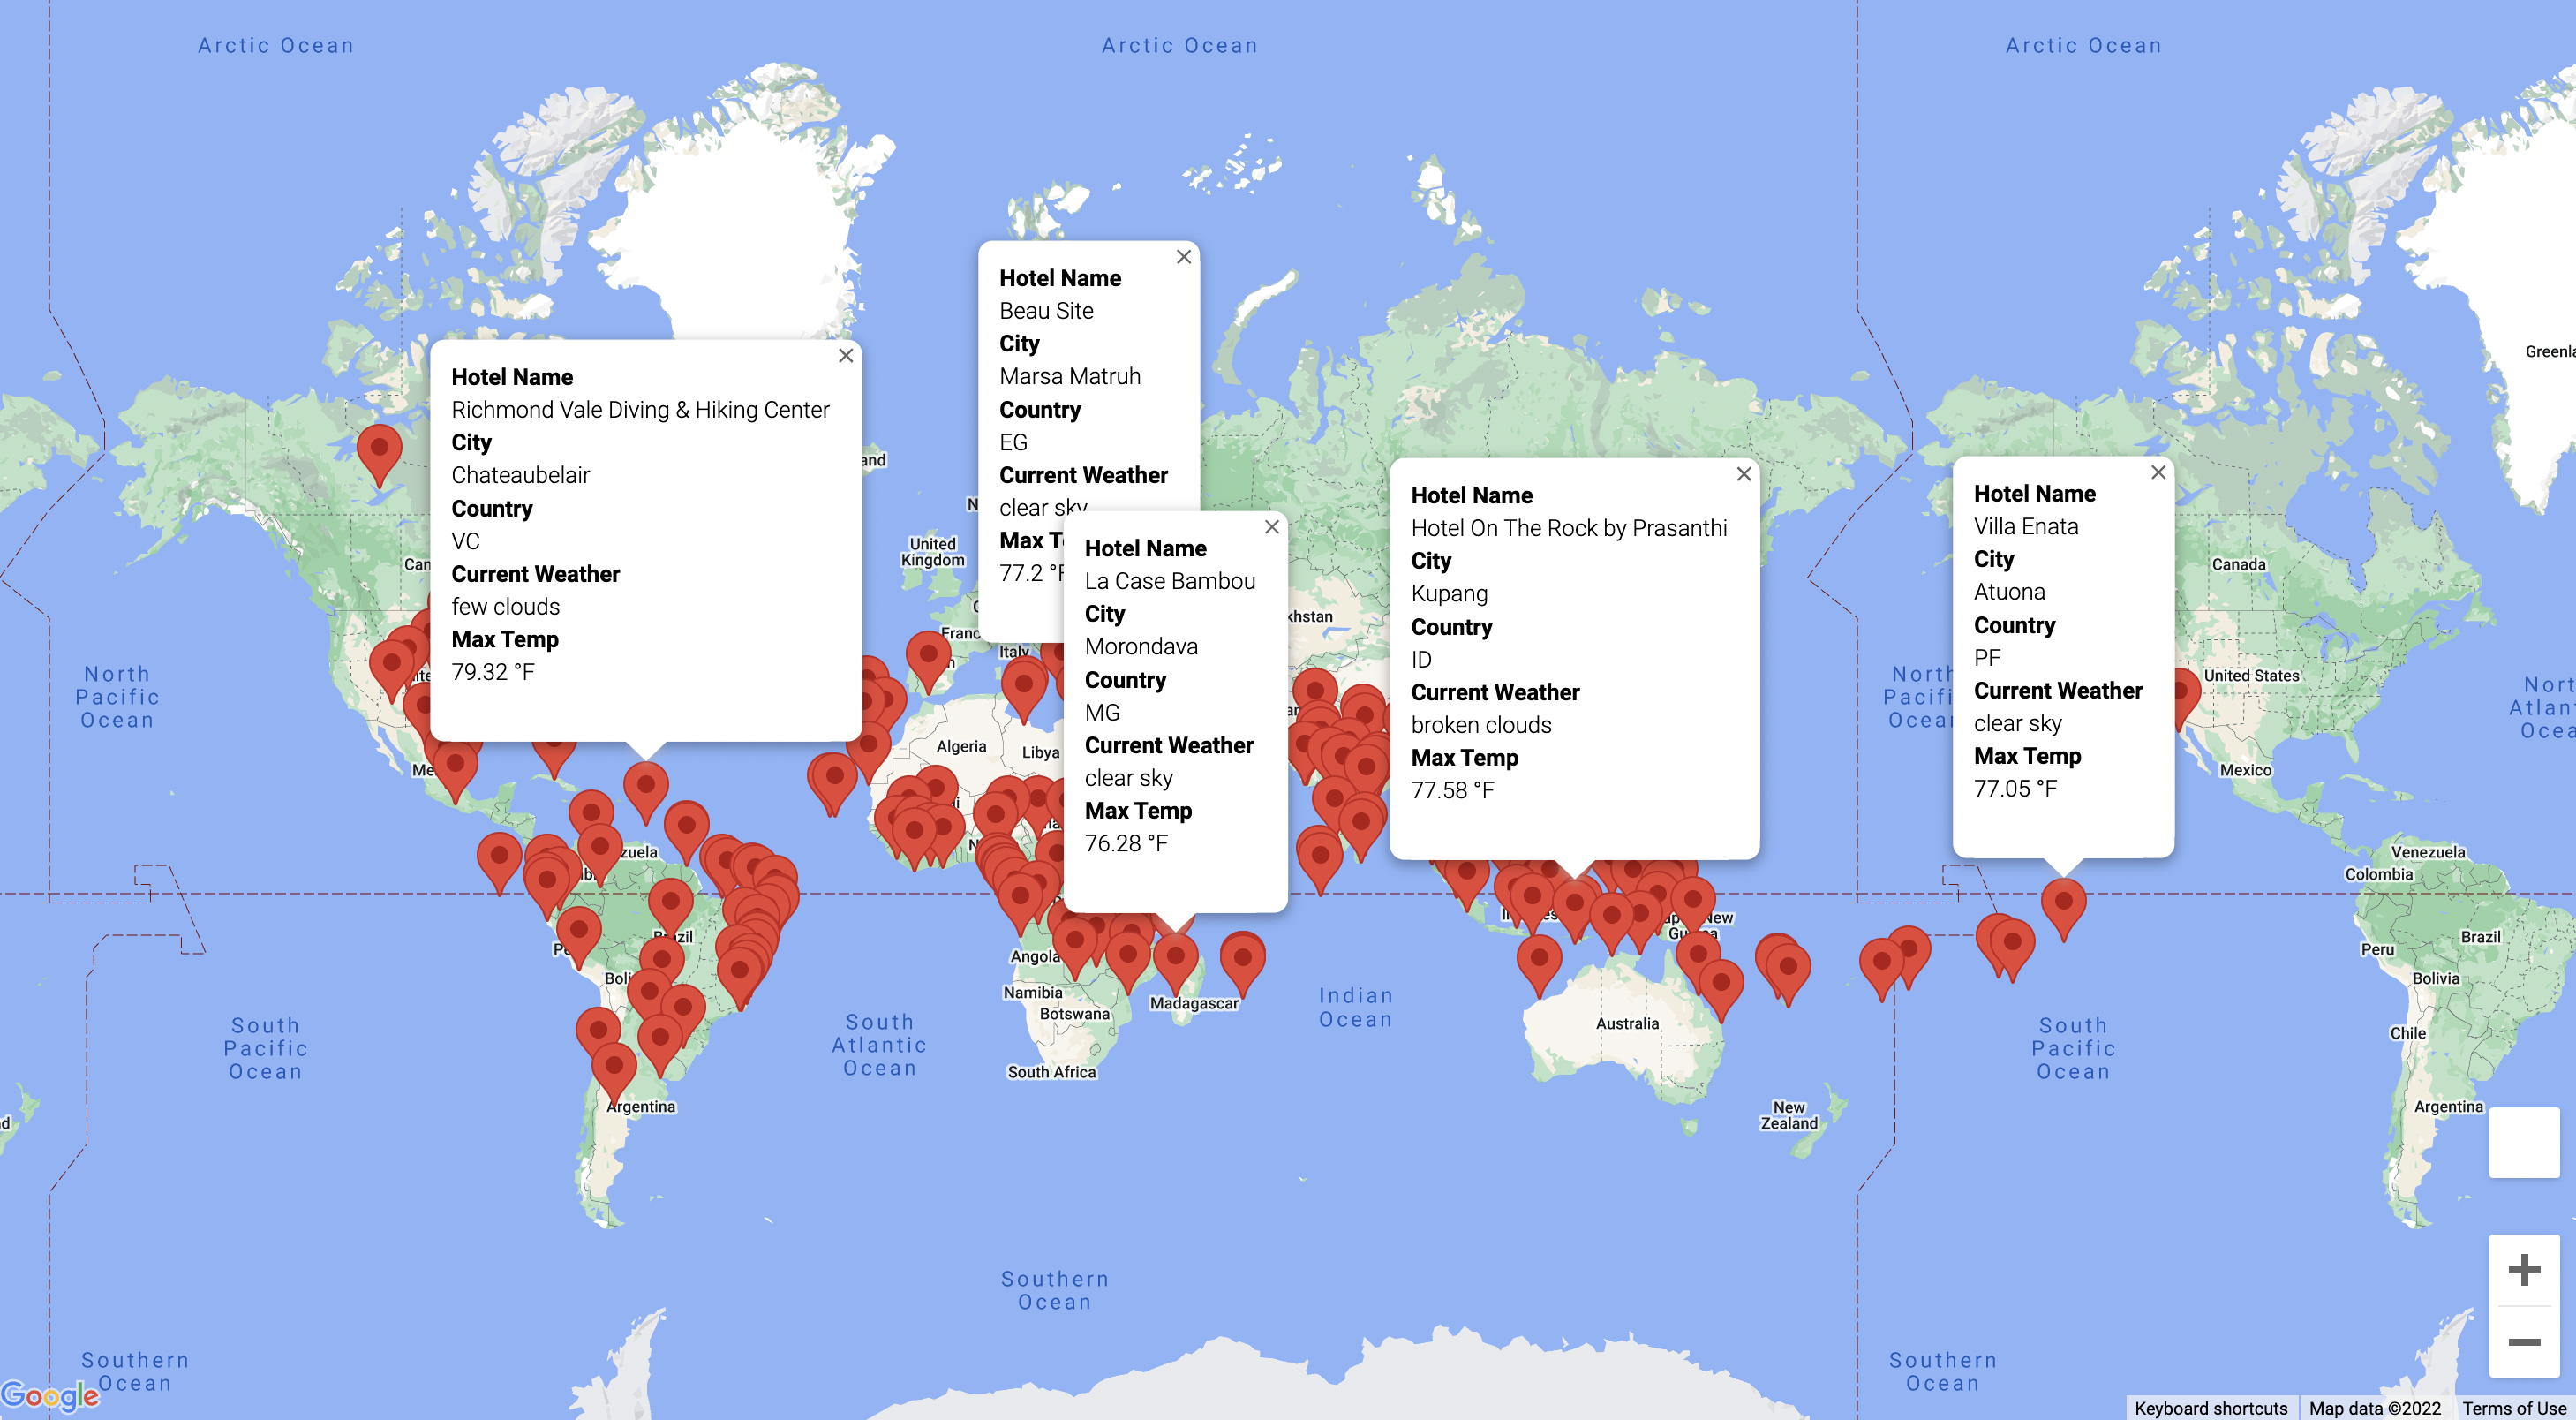 Arctic Ocean
Arctic Ocean
Arctic Ocean
Greenl
Hotel Name
Beau Site
City
Marsa Matruh
Country
EG
Current Weather
clear sky
Max T
77.2 °F
Hotel Name
Richmond Vale Diving & Hiking Center
City
Chateaubelair
Country
VC
Current Weather
few clouds
Max Temp
79.32 °F
Hotel Name
La Case Bambou
City
Morondava
Country
MG
Current Weather
clear sky
Max Temp
76.28 °F
Hotel Name
Hotel On The Rock by Prasanthi
City
Kupang
Country
ID
Current Weather
broken clouds
Max Temp
77.58 °F
Hotel Name
Villa Enata
City
Atuona
Country
PF
Current Weather
clear sky
Max Temp
77.05 °F
and
Can
United
Kingdom
Franc
Italy
khstan
Canada
United States
Mexico
North
Pacific
Ocean
North
Pacifi
Ocea
Nort
Atlan
Ocea
Algeria
Libya
Me
zuela
Venezuela
Colombia
Peru
Brazil
Bolivia
Chile
Argentina
Angola
Namibia
Botswana
Madagascar
South Africa
Indian
Ocean
Australia
New
Zealand
South
Pacific
Ocean
South
Atlantic
Ocean
South
Pacific
Ocean
Argentina
Southern
Ocean
Southern
Ocean
Southern
Ocean
Google
Keyboard shortcuts
Map data ©2022
Terms of Use